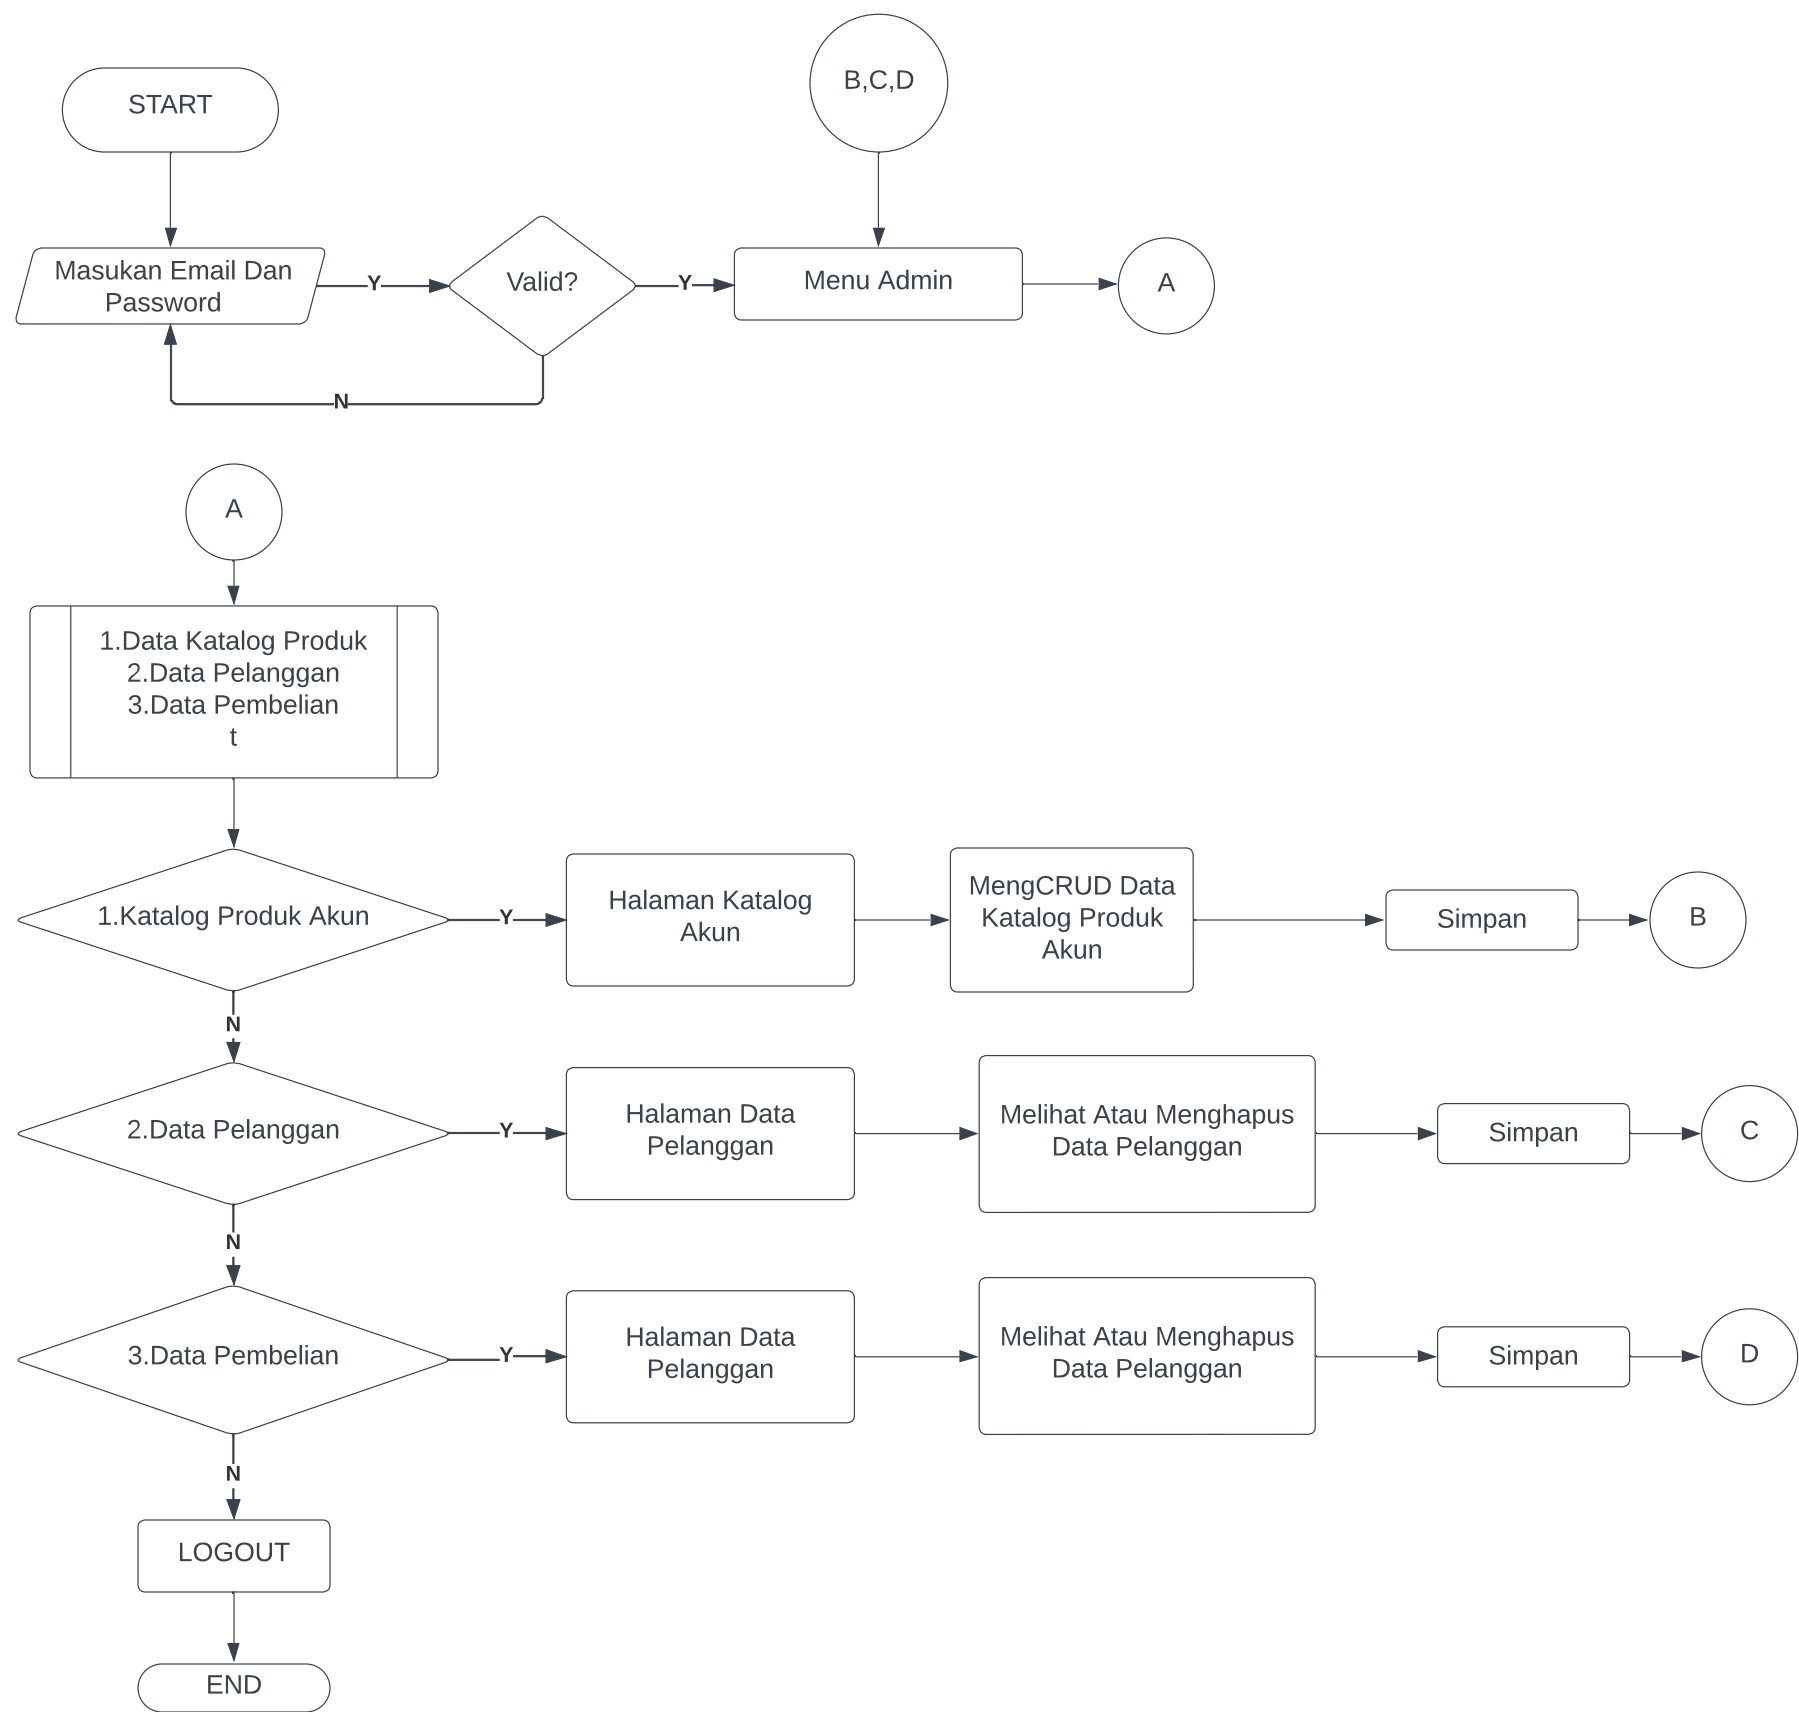 START
B,C,D
Masukan Email Dan
Password
Y
Valid?
Y
Menu Admin
A
N
A
1.Data Katalog Produk
2.Data Pelanggan
3.Data Pembelian
t
1.Katalog Produk Akun
Y
Halaman Katalog
Akun
MengCRUD Data
Katalog Produk
Akun
Simpan
B
N
2.Data Pelanggan
Y
Halaman Data
Pelanggan
Melihat Atau Menghapus
Data Pelanggan
Simpan
C
N
3.Data Pembelian
Y
Halaman Data
Pelanggan
Melihat Atau Menghapus
Data Pelanggan
Simpan
D
N
LOGOUT
END